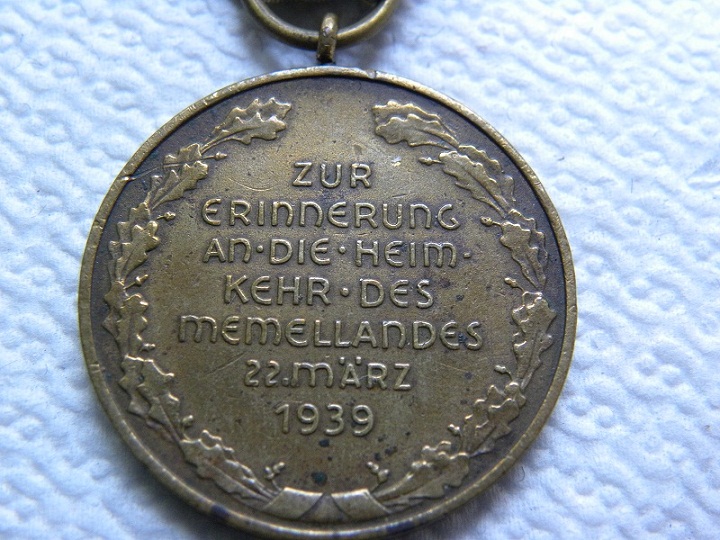 ZUR
ERINNERUNG
AN·DIE·HEIM·
KEHR·DES
MEMELLANDES
22.MÄRZ
1939